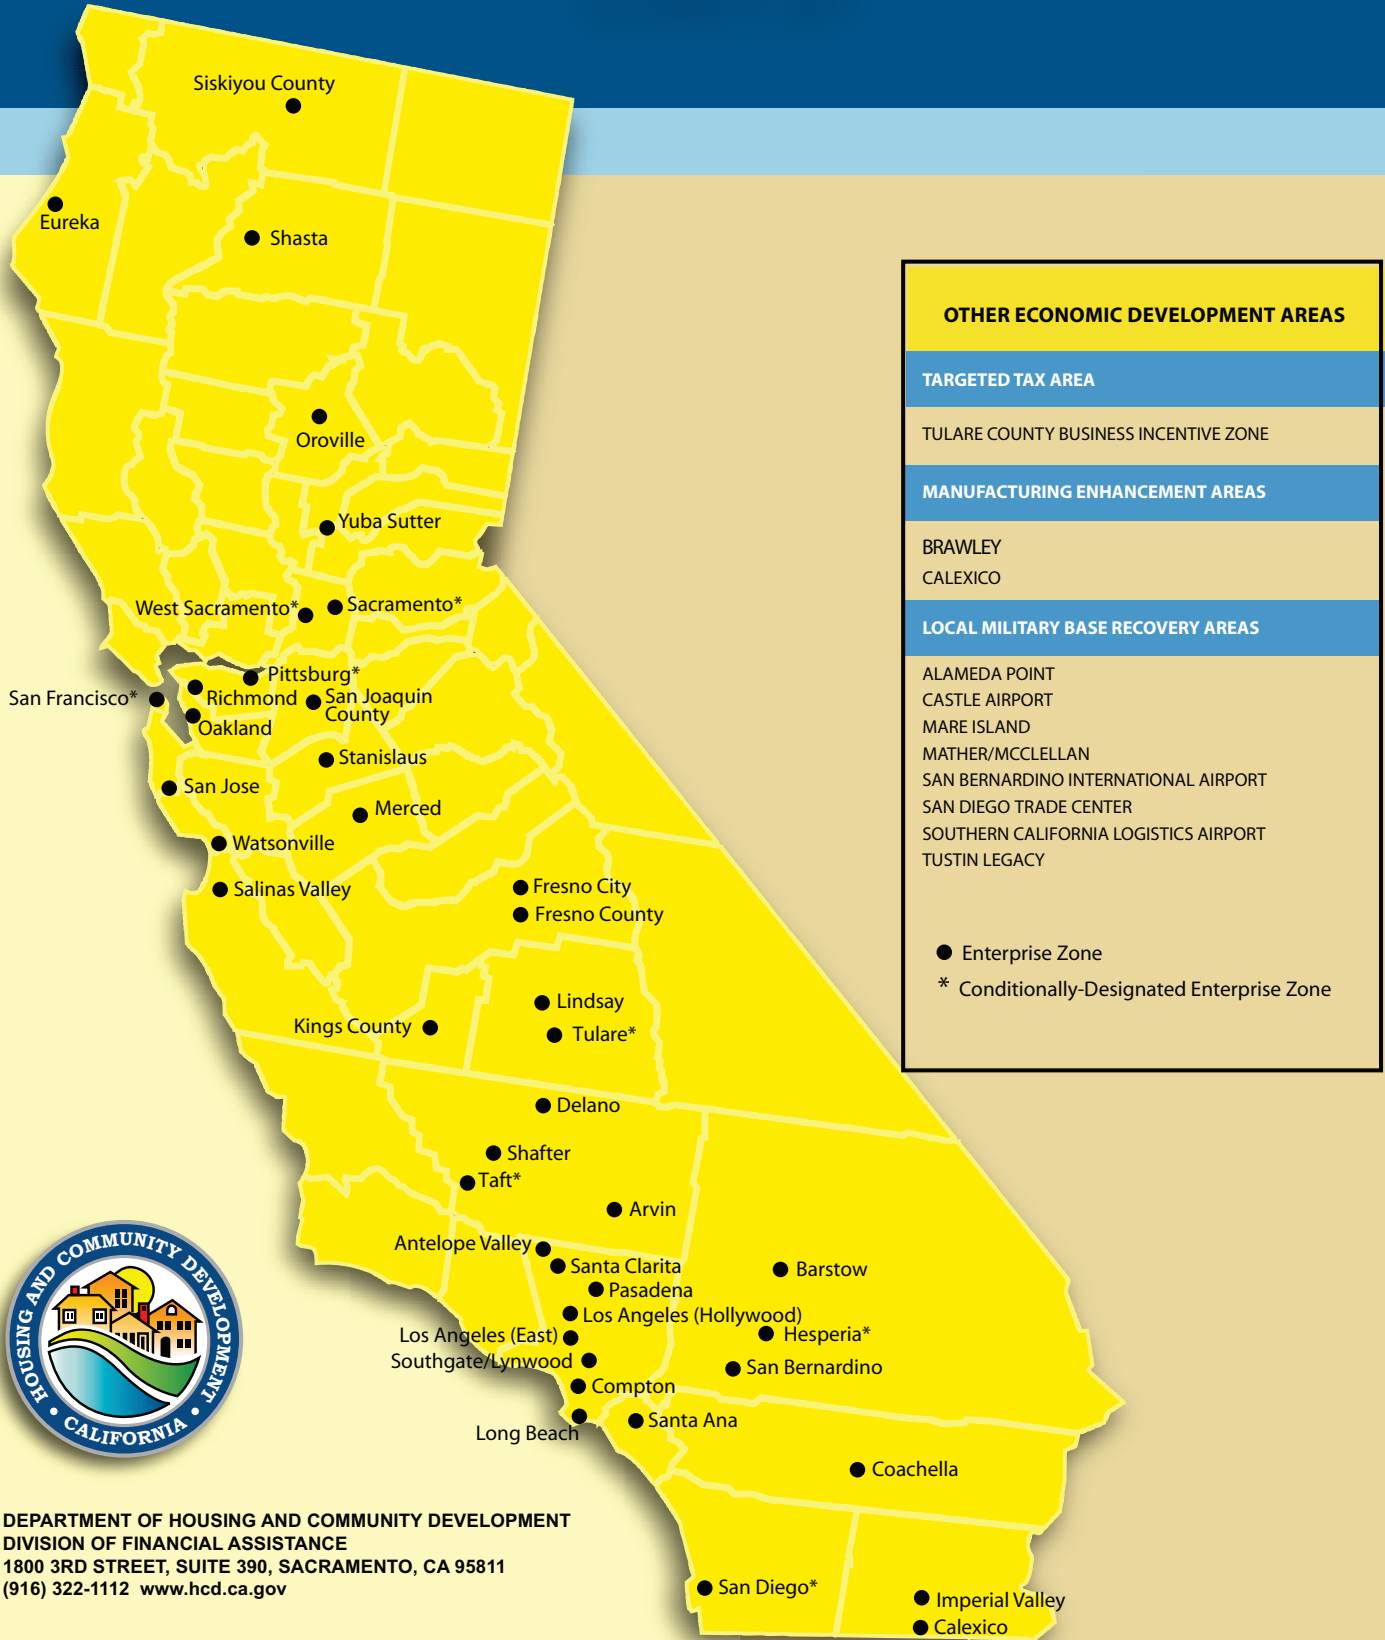 Siskiyou County
Eureka
Shasta
Oroville
Yuba Sutter
West Sacramento*
Sacramento*
Pittsburg*
San Francisco*
Richmond
San Joaquin
County
Oakland
Stanislaus
San Jose
Merced
Watsonville
Salinas Valley
Fresno City
Fresno County
Lindsay
Kings County
Tulare*
Delano
Shafter
Taft*
Arvin
Antelope Valley
Santa Clarita
Barstow
Pasadena
Los Angeles (Hollywood)
Los Angeles (East)
Hesperia*
Southgate/Lynwood
San Bernardino
Compton
Long Beach
Santa Ana
Coachella
San Diego*
Imperial Valley
Calexico
OTHER ECONOMIC DEVELOPMENT AREAS
TARGETED TAX AREA
TULARE COUNTY BUSINESS INCENTIVE ZONE
MANUFACTURING ENHANCEMENT AREAS
BRAWLEY
CALEXICO
LOCAL MILITARY BASE RECOVERY AREAS
ALAMEDA POINT
CASTLE AIRPORT
MARE ISLAND
MATHER/MCCLELLAN
SAN BERNARDINO INTERNATIONAL AIRPORT
SAN DIEGO TRADE CENTER
SOUTHERN CALIFORNIA LOGISTICS AIRPORT
TUSTIN LEGACY
Enterprise Zone
* Conditionally-Designated Enterprise Zone
HOUSING AND COMMUNITY DEVELOPMENT
• CALIFORNIA •
DEPARTMENT OF HOUSING AND COMMUNITY DEVELOPMENT
DIVISION OF FINANCIAL ASSISTANCE
1800 3RD STREET, SUITE 390, SACRAMENTO, CA 95811
(916) 322-1112 www.hcd.ca.gov